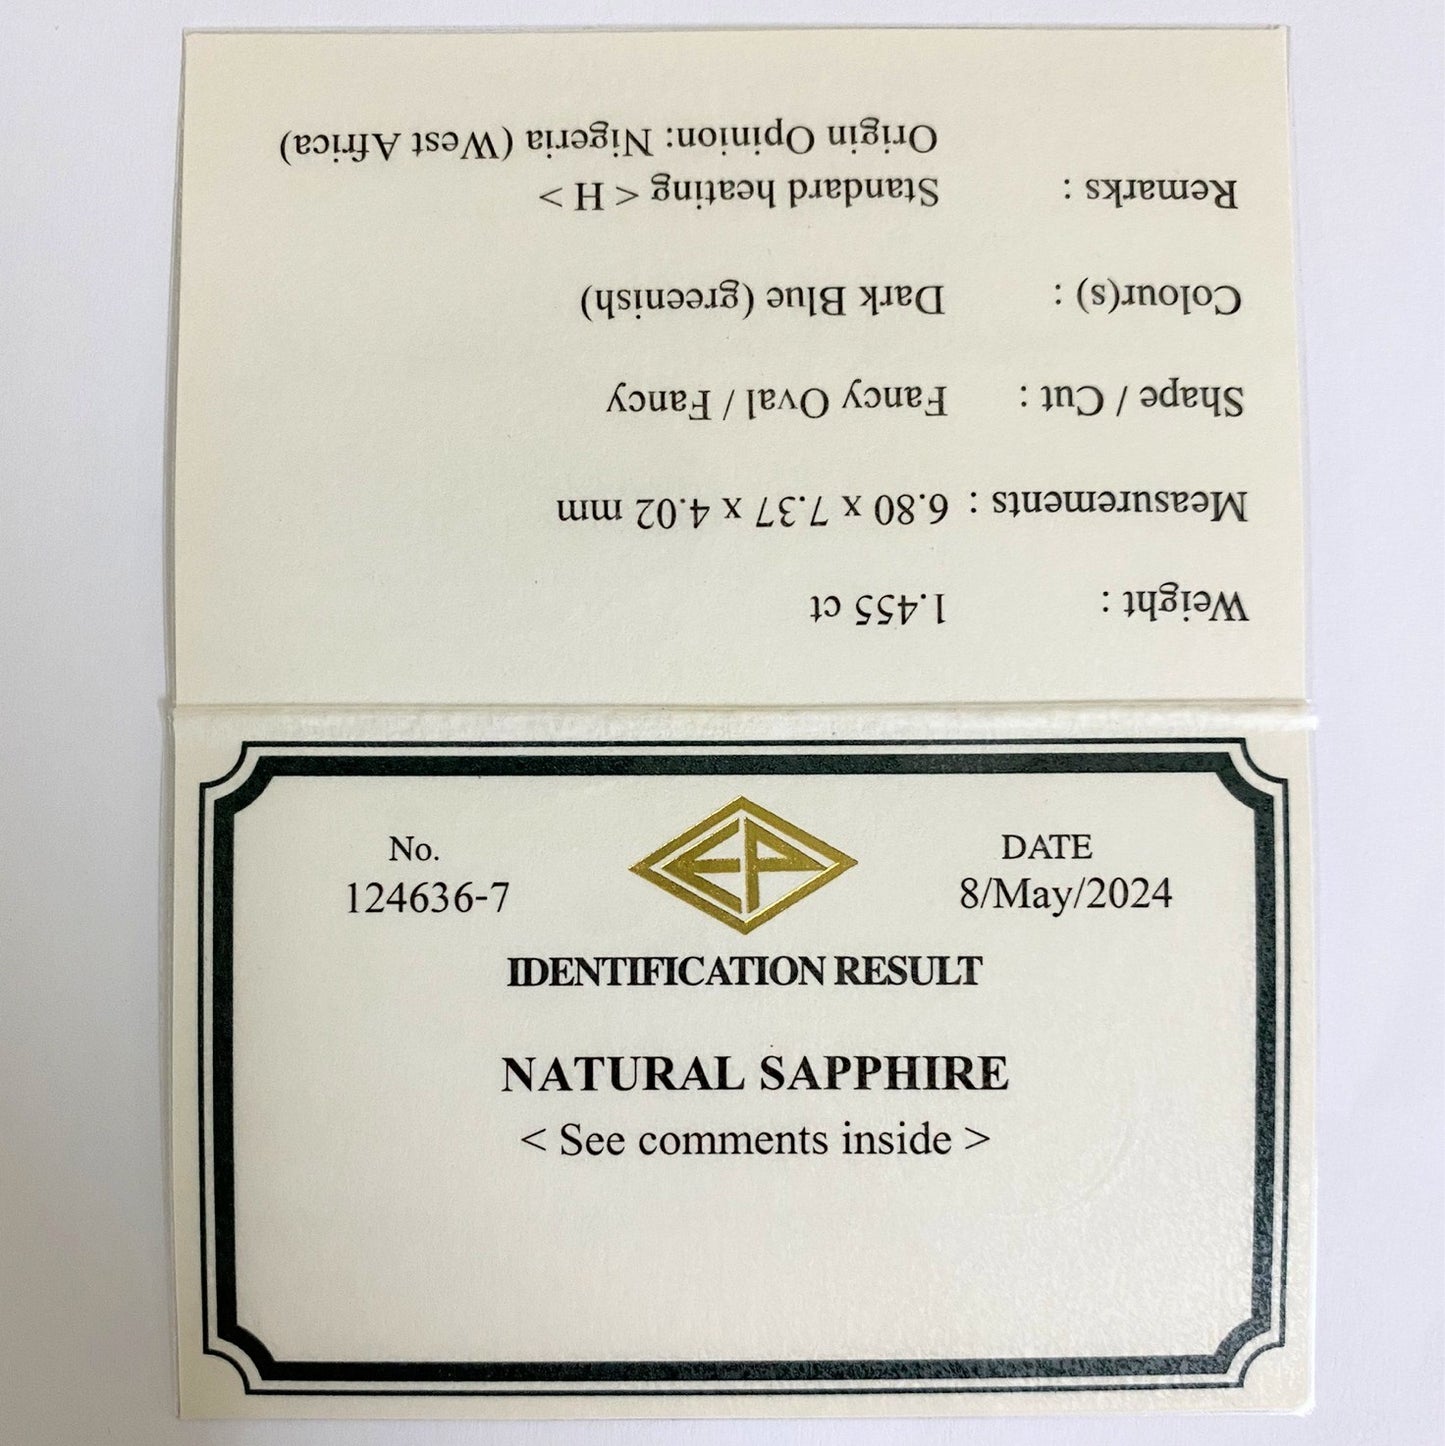 No.
124636-7
EP
DATE
8/May/2024
IDENTIFICATION RESULT
NATURAL SAPPHIRE
< See comments inside >
Weight : 1.455 ct
Measurements : 6.80 x 7.37 x 4.02 mm
Shape / Cut : Fancy Oval / Fancy
Colour(s) : Dark Blue (greenish)
Remarks : Standard heating < H >
Origin Opinion: Nigeria (West Africa)